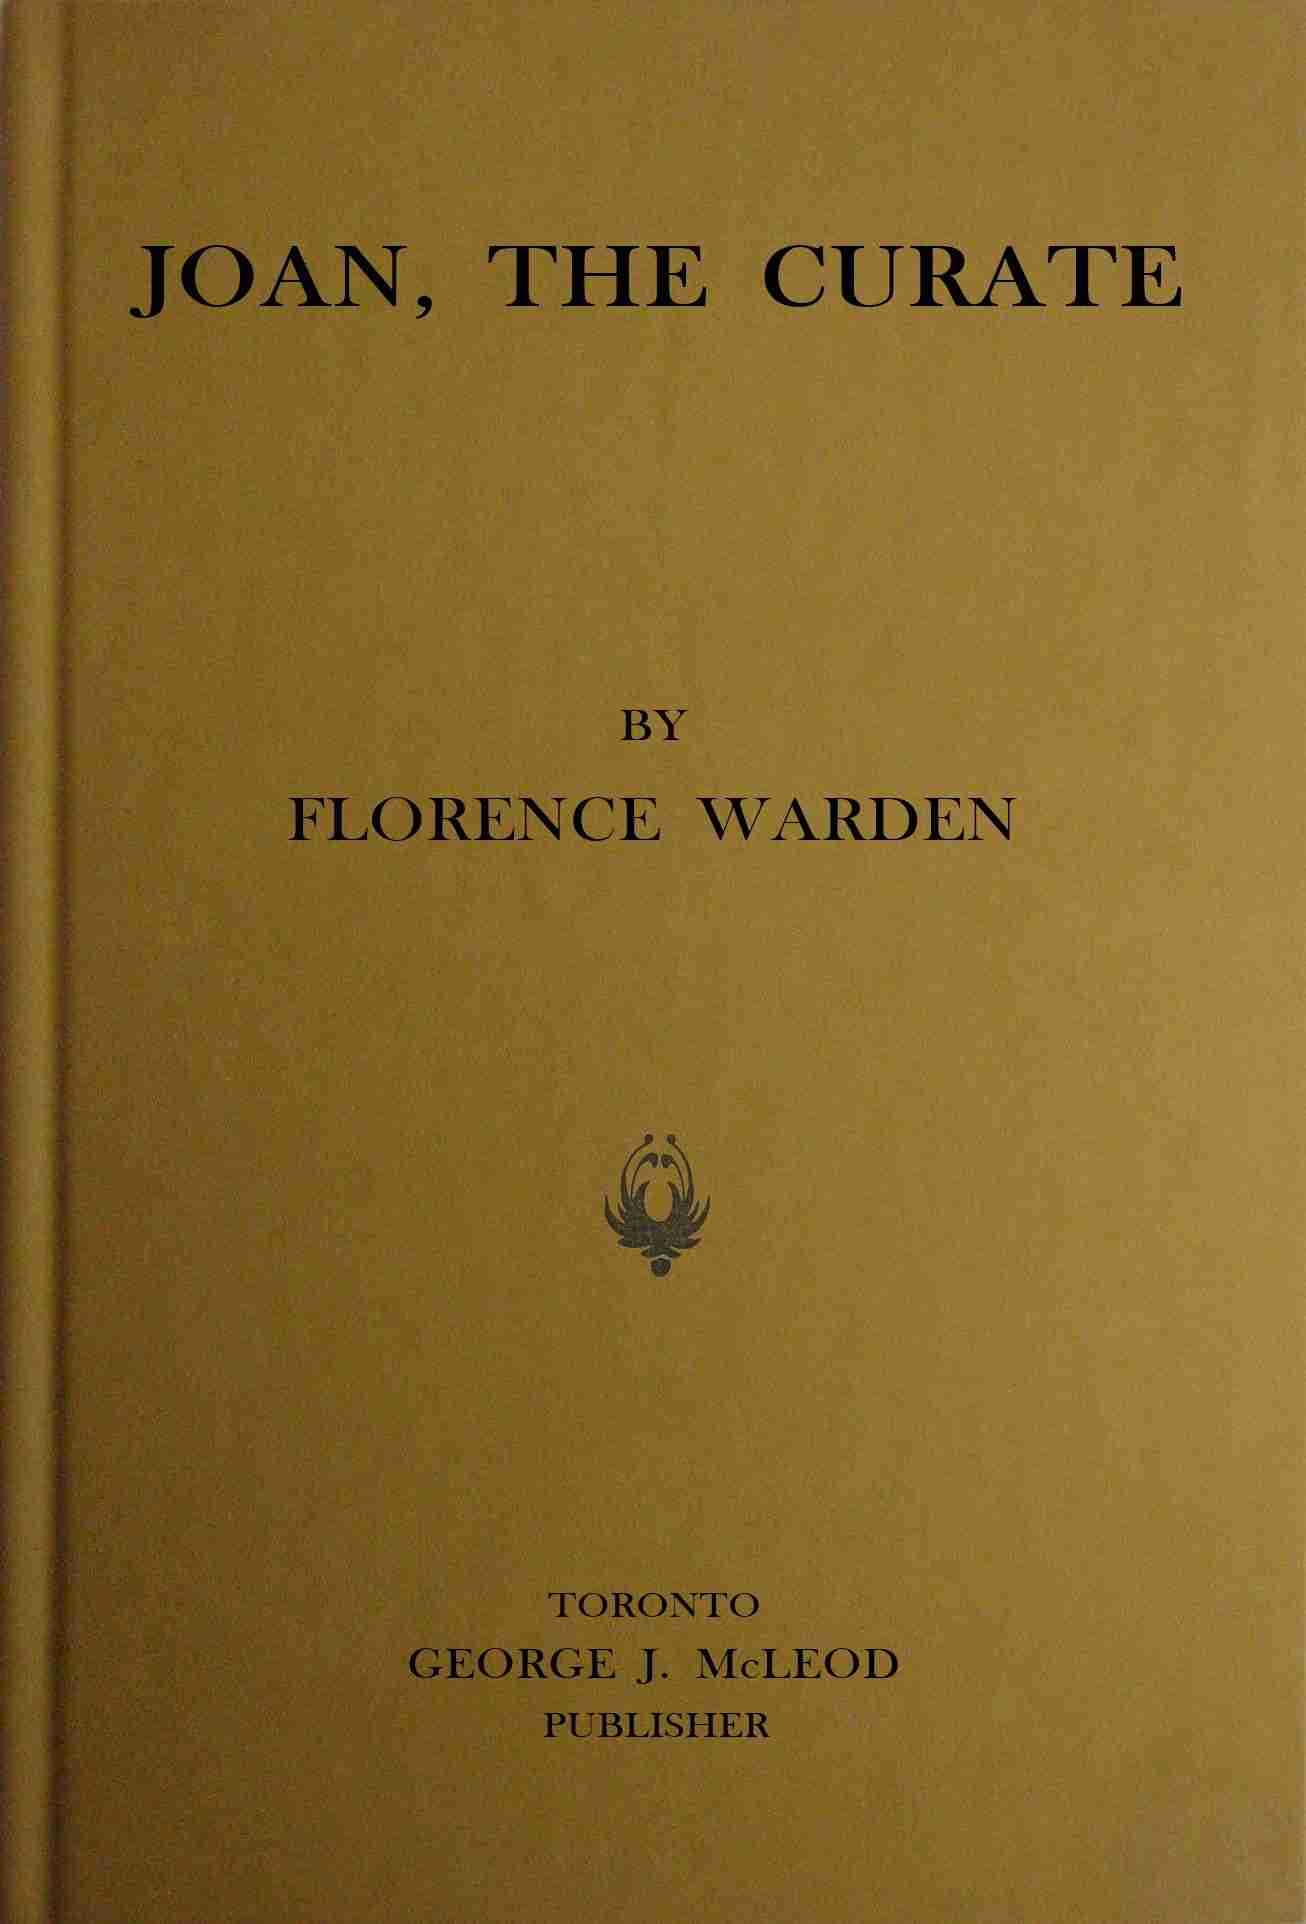 JOAN, THE CURATE
BY
FLORENCE WARDEN
TORONTO
GEORGE J. McLEOD
PUBLISHER